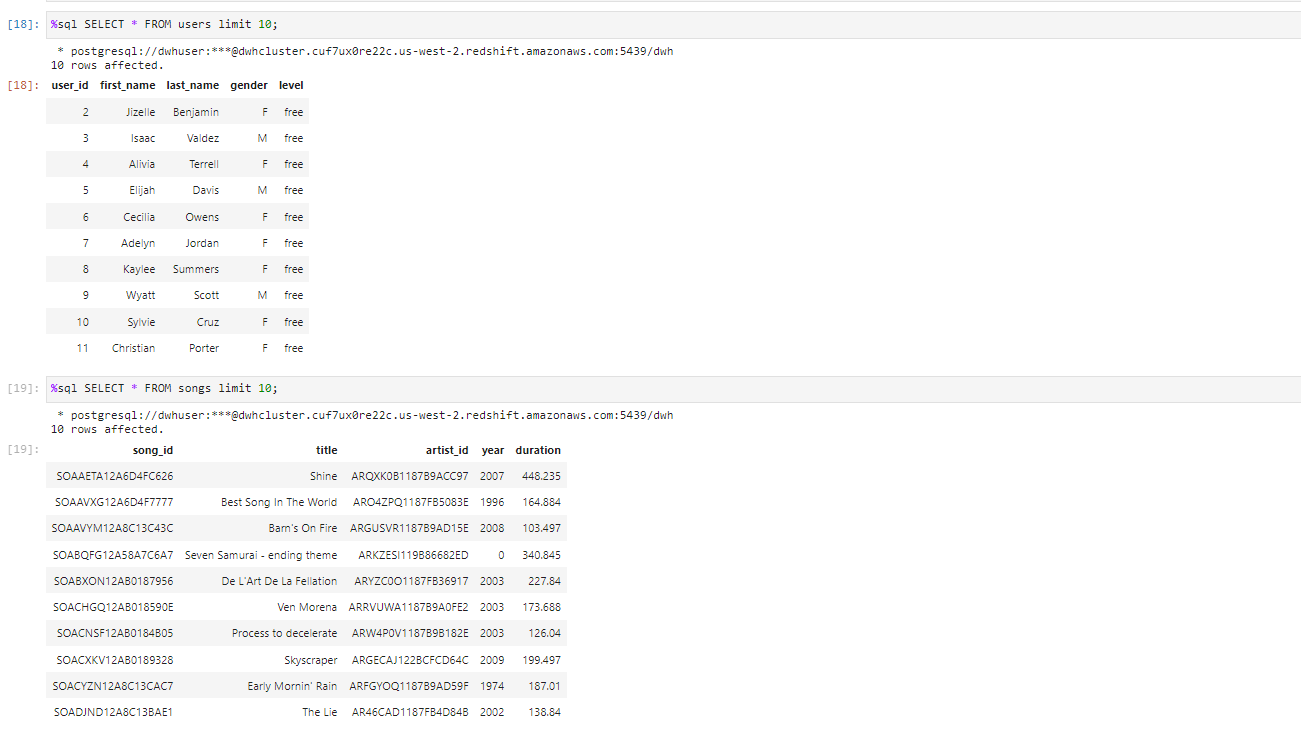 [18]: %sql SELECT * FROM users limit 10;
* postgresql://dwhuser:***@dwhcluster.cuf7ux0re22c.us-west-2.redshift.amazonaws.com:5439/dwh
10 rows affected.
[18]: user_id first_name last_name gender level
2 Jizelle Benjamin F free
3 Isaac Valdez M free
4 Alivia Terrell F free
5 Elijah Davis M free
6 Cecilia Owens F free
7 Adelyn Jordan F free
8 Kaylee Summers F free
9 Wyatt Scott M free
10 Sylvie Cruz F free
11 Christian Porter F free
[19]: %sql SELECT * FROM songs limit 10;
* postgresql://dwhuser:***@dwhcluster.cuf7ux0re22c.us-west-2.redshift.amazonaws.com:5439/dwh
10 rows affected.
[19]: song_id title artist_id year duration
SOAAETA12A6D4FC626 Shine ARQXK0B1187B9ACC97 2007 448.235
SOAAVXG12A6D4F7777 Best Song In The World ARO4ZPQ1187FB5083E 1996 164.884
SOAAVYM12A8C13C43C Barn's On Fire ARGUSVR1187B9AD15E 2008 103.497
SOABQFG12A58A7C6A7 Seven Samurai - ending theme ARKZESI119B86682ED 0 340.845
SOABXON12AB0187956 De L'Art De La Fellation ARYZC0O1187FB36917 2003 227.84
SOACHGQ12AB018590E Ven Morena ARRVUWA1187B9A0FE2 2003 173.688
SOACNSF12AB0184B05 Process to decelerate ARW4P0V1187B9B182E 2003 126.04
SOACXKV12AB0189328 Skyscraper ARGECAJ122BCFCD64C 2009 199.497
SOACYZN12A8C13CAC7 Early Mornin' Rain ARFGYOQ1187B9AD59F 1974 187.01
SOADJND12A8C13BAE1 The Lie AR46CAD1187FB4D84B 2002 138.84